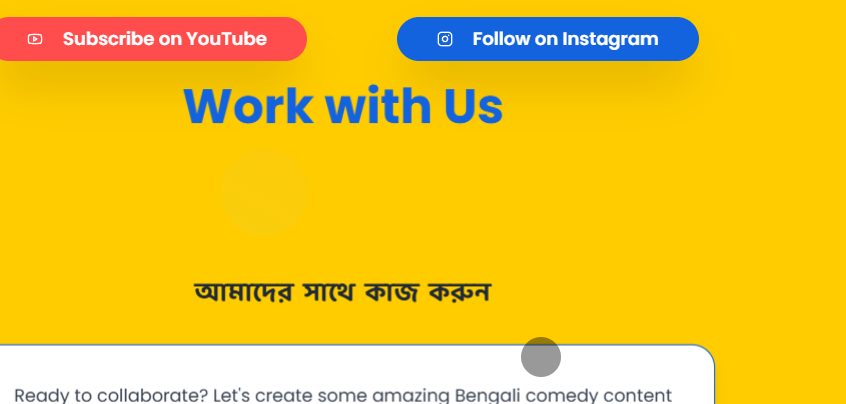 Subscribe on YouTube
Follow on Instagram
Work with Us
আমাদের সাথে কাজ করুন
Ready to collaborate? Let's create some amazing Bengali comedy content